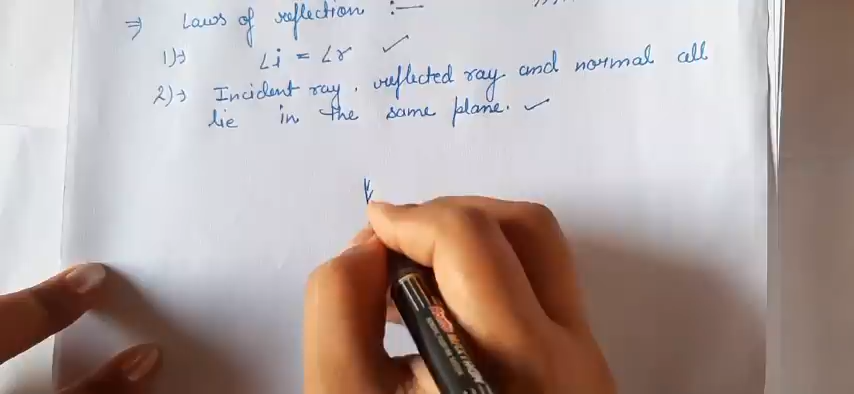 ⇒ Laws of reflection :—
1)→ ∠i = ∠r ✓
2)→ Incident ray, reflected ray and normal all
lie in the same plane. ✓